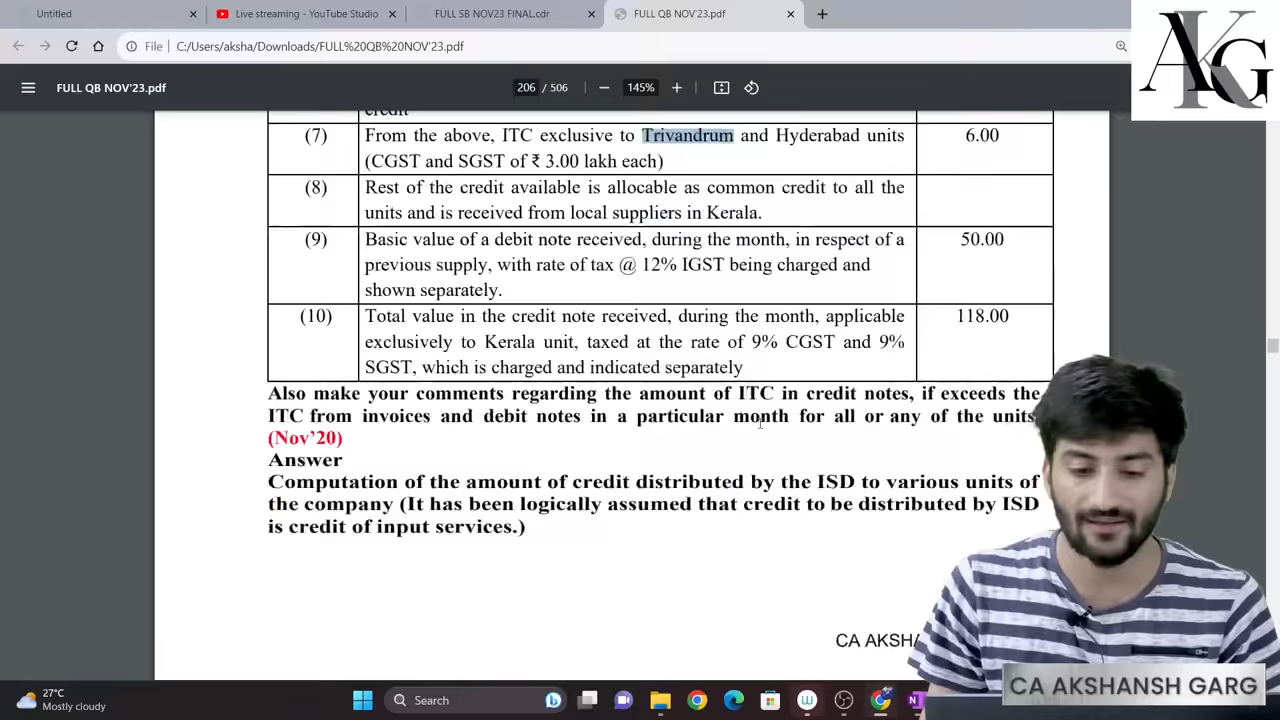 Untitled
Live streaming - YouTube Studio
FULL SB NOV23 FINAL.cdr
FULL QB NOV'23.pdf
File
C:/Users/aksha/Downloads/FULL%20QB%20NOV'23.pdf
FULL QB NOV'23.pdf
206 / 506
145%
AKG
credit
(7) From the above, ITC exclusive to Trivandrum and Hyderabad units 6.00
(CGST and SGST of ₹ 3.00 lakh each)
(8) Rest of the credit available is allocable as common credit to all the
units and is received from local suppliers in Kerala.
(9) Basic value of a debit note received, during the month, in respect of a 50.00
previous supply, with rate of tax @ 12% IGST being charged and
shown separately.
(10) Total value in the credit note received, during the month, applicable 118.00
exclusively to Kerala unit, taxed at the rate of 9% CGST and 9%
SGST, which is charged and indicated separately
Also make your comments regarding the amount of ITC in credit notes, if exceeds the
ITC from invoices and debit notes in a particular month for all or any of the units
(Nov'20)
Answer
Computation of the amount of credit distributed by the ISD to various units of
the company (It has been logically assumed that credit to be distributed by ISD
is credit of input services.)
CA AKSHA
CA AKSHANSH GARG
27°C
Mostly cloudy
Search